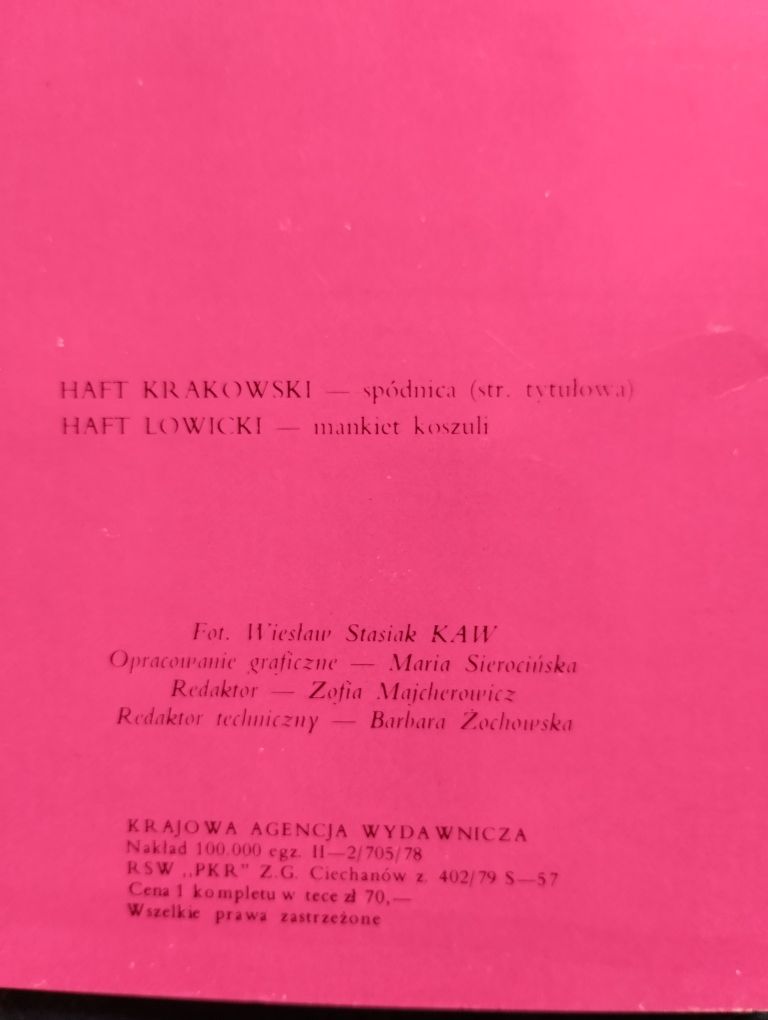 HAFT KRAKOWSKI — spódnica (str. tytułowa)
HAFT ŁOWICKI — mankiet koszuli
Fot. Wiesław Stasiak KAW
Opracowanie graficzne — Maria Sierocińska
Redaktor — Zofia Majcherowicz
Redaktor techniczny — Barbara Żochowska
KRAJOWA AGENCJA WYDAWNICZA
Nakład 100.000 egz. II—2/705/78
RSW „PKR” Z.G. Ciechanów z. 402/79 S—57
Cena 1 kompletu w tece zł 70,—
Wszelkie prawa zastrzeżone